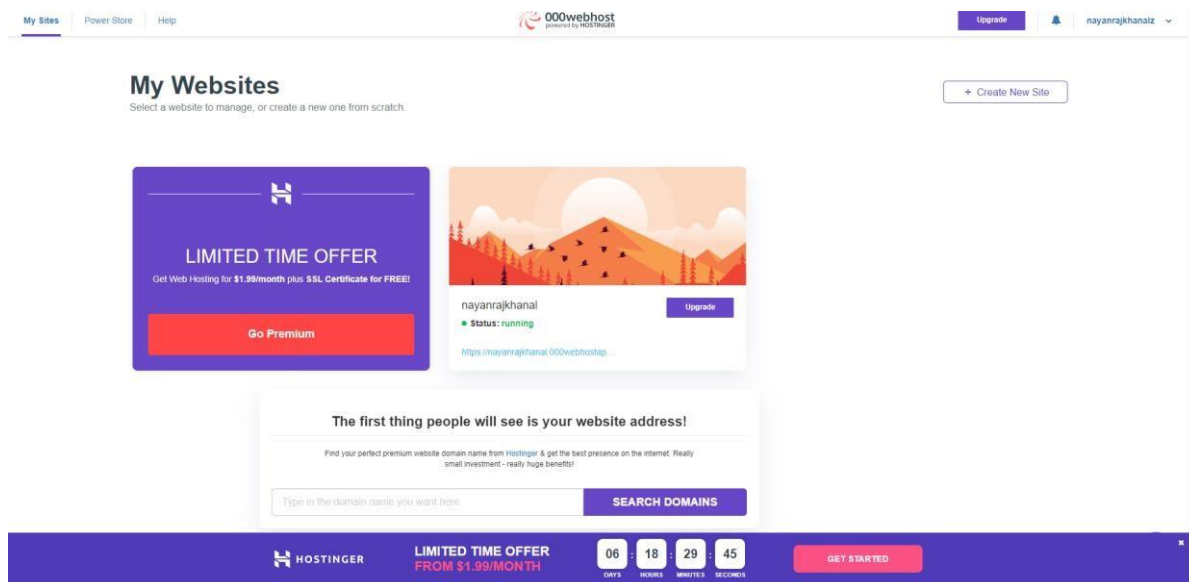 My Sites
Power Store
Help
000webhost
powered by HOSTINGER
Upgrade
nayanrajkhanalz
My Websites
Select a website to manage, or create a new one from scratch.
+ Create New Site
LIMITED TIME OFFER
Get Web Hosting for $1.99/month plus SSL Certificate for FREE!
Go Premium
nayanrajkhanal
Upgrade
Status: running
https://nayanrajkhanal.000webhostap...
The first thing people will see is your website address!
Find your perfect premium website domain name from Hostinger & get the best presence on the internet. Really
small investment - really huge benefits!
Type in the domain name you want here
SEARCH DOMAINS
HOSTINGER
LIMITED TIME OFFER
FROM $1.99/MONTH
06 : 18 : 29 : 45
DAYS HOURS MINUTES SECONDS
GET STARTED